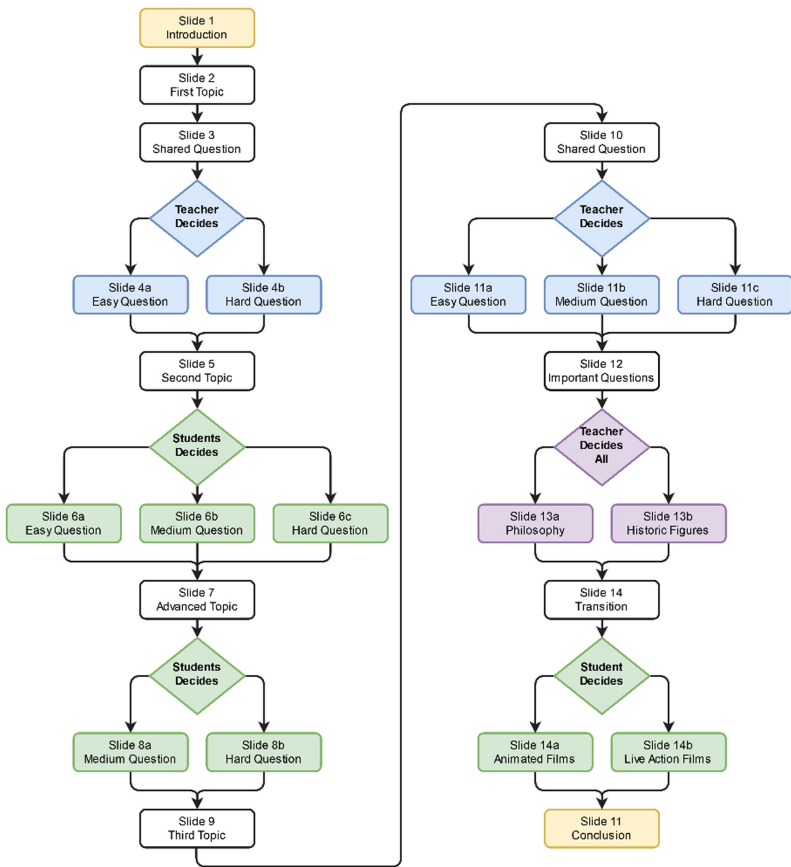 Slide 1
Introduction
Slide 2
First Topic
Slide 3
Shared Question
Teacher
Decides
Slide 4a
Easy Question
Slide 4b
Hard Question
Slide 5
Second Topic
Students
Decides
Slide 6a
Easy Question
Slide 6b
Medium Question
Slide 6c
Hard Question
Slide 7
Advanced Topic
Students
Decides
Slide 8a
Medium Question
Slide 8b
Hard Question
Slide 9
Third Topic
Slide 10
Shared Question
Teacher
Decides
Slide 11a
Easy Question
Slide 11b
Medium Question
Slide 11c
Hard Question
Slide 12
Important Questions
Teacher
Decides
All
Slide 13a
Philosophy
Slide 13b
Historic Figures
Slide 14
Transition
Student
Decides
Slide 14a
Animated Films
Slide 14b
Live Action Films
Slide 11
Conclusion